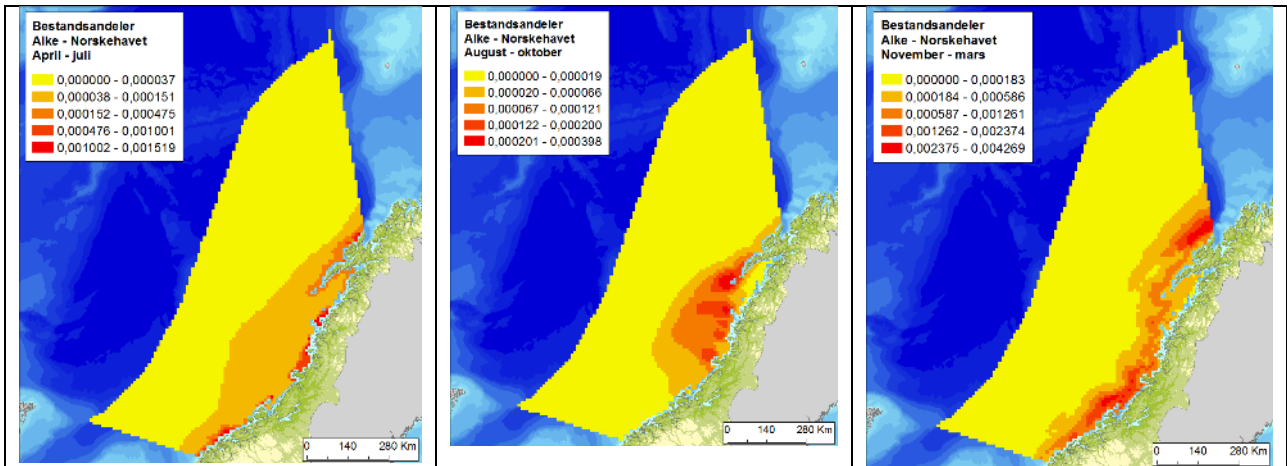 Bestandsandeler
Alke - Norskehavet
April - juli
0,000000 - 0,000037
0,000038 - 0,000151
0,000152 - 0,000475
0,000476 - 0,001001
0,001002 - 0,001519
0 140 280 Km
Bestandsandeler
Alke - Norskehavet
August - oktober
0,000000 - 0,000019
0,000020 - 0,000066
0,000067 - 0,000121
0,000122 - 0,000200
0,000201 - 0,000398
0 140 280 Km
Bestandsandeler
Alke - Norskehavet
November - mars
0,000000 - 0,000183
0,000184 - 0,000586
0,000587 - 0,001261
0,001262 - 0,002374
0,002375 - 0,004269
0 140 280 Km